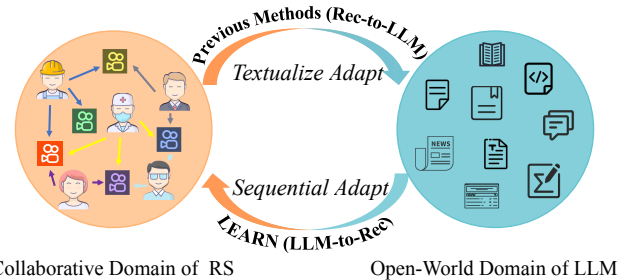 Previous Methods (Rec-to-LLM)
Textualize Adapt
NEWS
T
Sequential Adapt
LEARN (LLM-to-Rec)
Collaborative Domain of RS
Open-World Domain of LLM